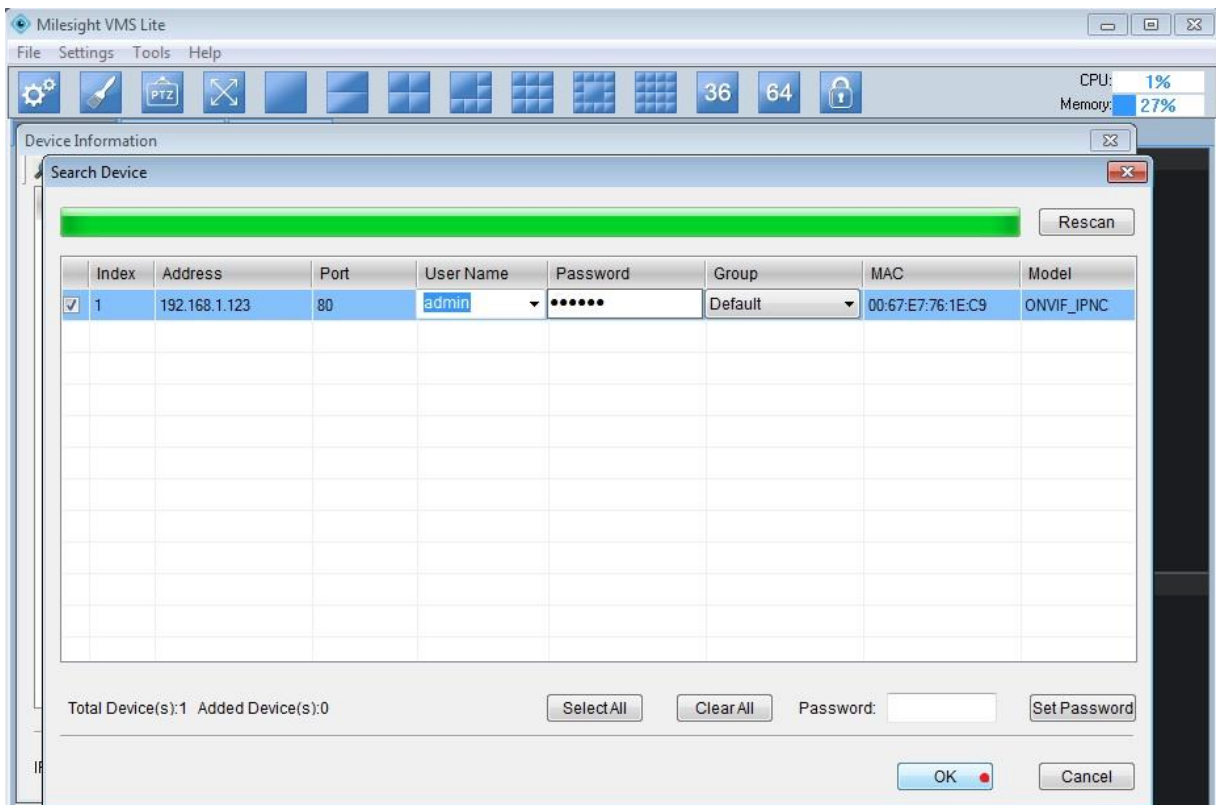 Milesight VMS Lite
File Settings Tools Help
PTZ 36 64
CPU: 1%
Memory: 27%
Device Information
Search Device
Rescan
Index Address Port User Name Password Group MAC Model
1 192.168.1.123 80 admin •••••• Default 00:67:E7:76:1E:C9 ONVIF_IPNC
Total Device(s):1 Added Device(s):0 Select All Clear All Password: Set Password
OK Cancel